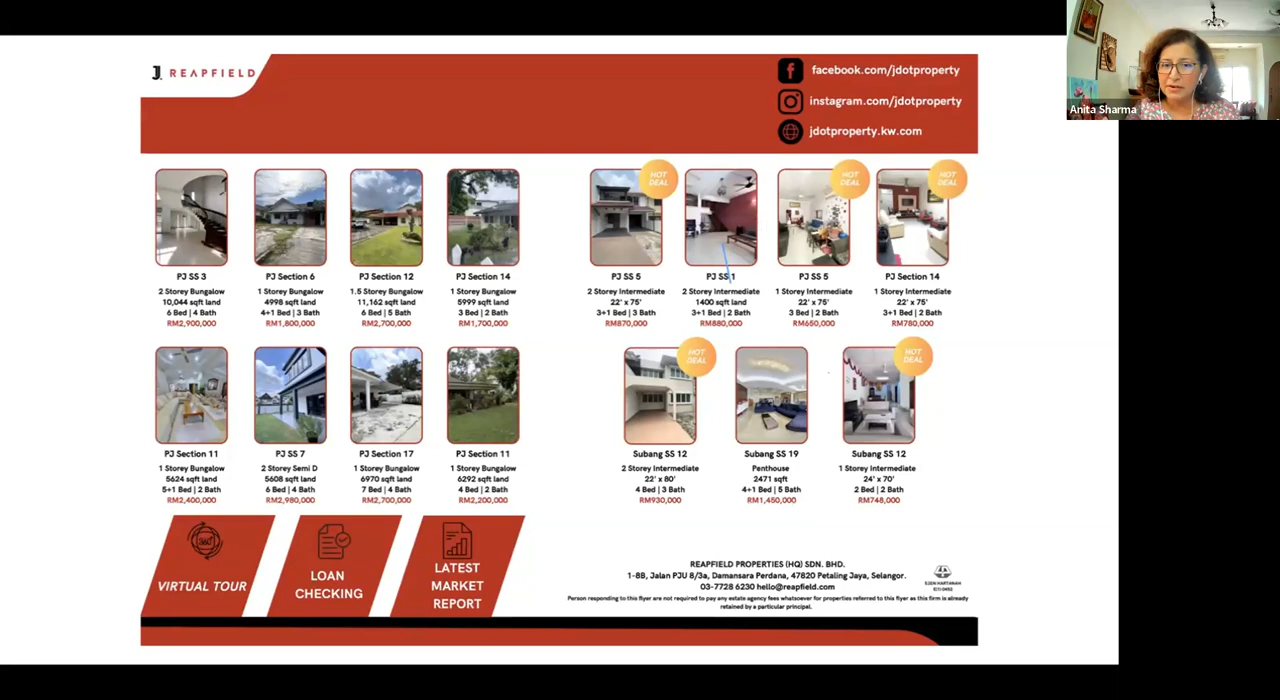 J. REAPFIELD
facebook.com/jdotproperty
instagram.com/jdotproperty
jdotproperty.kw.com
Anita Sharma
PJ SS 3
2 Storey Bungalow
10,044 sqft land
6 Bed | 4 Bath
RM2,900,000
PJ Section 6
1 Storey Bungalow
4998 sqft land
4+1 Bed | 3 Bath
RM1,800,000
PJ Section 12
1.5 Storey Bungalow
11,162 sqft land
6 Bed | 5 Bath
RM2,700,000
PJ Section 14
1 Storey Bungalow
5999 sqft land
3 Bed | 2 Bath
RM1,700,000
HOT
DEAL
PJ SS 5
2 Storey Intermediate
22' x 75'
3+1 Bed | 3 Bath
RM870,000
PJ SS 1
2 Storey Intermediate
1400 sqft land
3+1 Bed | 2 Bath
RM880,000
HOT
DEAL
PJ SS 5
1 Storey Intermediate
22' x 75'
3 Bed | 2 Bath
RM650,000
HOT
DEAL
PJ Section 14
1 Storey Intermediate
22' x 75'
3+1 Bed | 2 Bath
RM780,000
PJ Section 11
1 Storey Bungalow
5624 sqft land
5+1 Bed | 2 Bath
RM2,400,000
PJ SS 7
2 Storey Semi D
5608 sqft land
6 Bed | 4 Bath
RM2,980,000
PJ Section 17
1 Storey Bungalow
6970 sqft land
7 Bed | 4 Bath
RM2,700,000
PJ Section 11
1 Storey Bungalow
6292 sqft land
4 Bed | 2 Bath
RM2,200,000
HOT
DEAL
Subang SS 12
2 Storey Intermediate
22' x 80'
4 Bed | 3 Bath
RM930,000
Subang SS 19
Penthouse
2471 sqft
4+1 Bed | 5 Bath
RM1,450,000
HOT
DEAL
Subang SS 12
1 Storey Intermediate
24' x 70'
2 Bed | 2 Bath
RM748,000
360°
VIRTUAL TOUR
LOAN
CHECKING
LATEST
MARKET
REPORT
REAPFIELD PROPERTIES (HQ) SDN. BHD.
1-8B, Jalan PJU 8/3a, Damansara Perdana, 47820 Petaling Jaya, Selangor.
03-7728 6230 hello@reapfield.com
Person responding to this flyer are not required to pay any estate agency fees whatsoever for properties referred to this flyer as this firm is already
retained by a particular principal.
EJEN HARTANAH
E(1) 0452